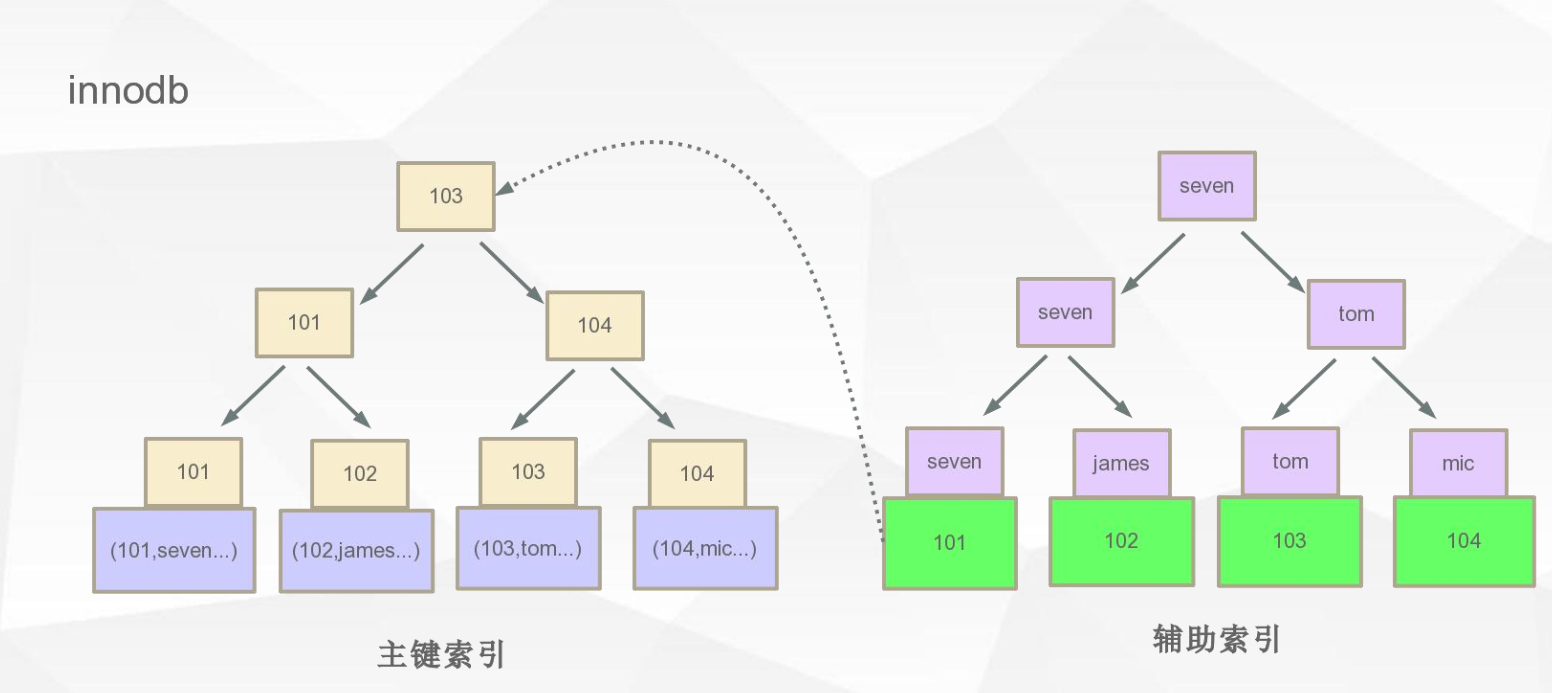 innodb
103
101
104
101
102
103
104
(101,seven...)
(102,james...)
(103,tom...)
(104,mic...)
主键索引
seven
seven
tom
seven
james
tom
mic
101
102
103
104
辅助索引